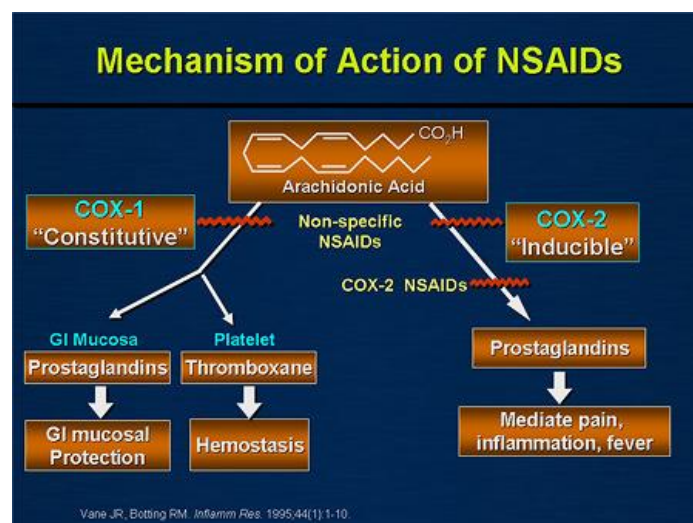 Mechanism of Action of NSAIDs
CO₂H
Arachidonic Acid
COX-1
“Constitutive”
Non-specific
NSAIDs
COX-2
“Inducible”
COX-2 NSAIDs
GI Mucosa
Prostaglandins
GI mucosal
Protection
Platelet
Thromboxane
Hemostasis
Prostaglandins
Mediate pain,
inflammation, fever
Vane JR, Botting RM. Inflamm Res. 1995;44(1):1-10.